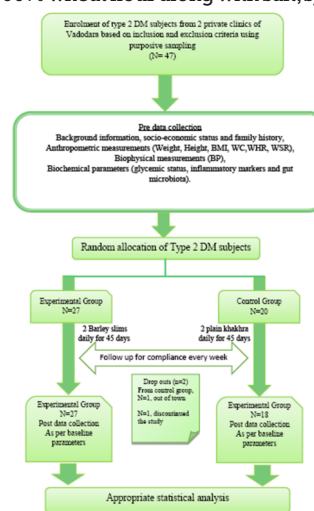 Enrolment of type 2 DM subjects from 2 private clinics of
Vadodara based on inclusion and exclusion criteria using
purposive sampling
(N= 47)
Pre data collection
Background information, socio-economic status and family history,
Anthropometric measurements (Weight, Height, BMI, WC,WHR, WSR),
Biophysical measurements (BP),
Biochemical parameters (glycemic status, inflammatory markers and gut
microbiota).
Random allocation of Type 2 DM subjects
Experimental Group
N=27
Control Group
N=20
2 Barley slims
daily for 45 days
2 plain khakhra
daily for 45 days
Follow up for compliance every week
Drop outs (n=2)
From control group,
N=1, out of town
N=1, discontinued
the study
Experimental Group
N=27
Post data collection
As per baseline
parameters
Experimental Group
N=18
Post data collection
As per baseline
parameters
Appropriate statistical analysis